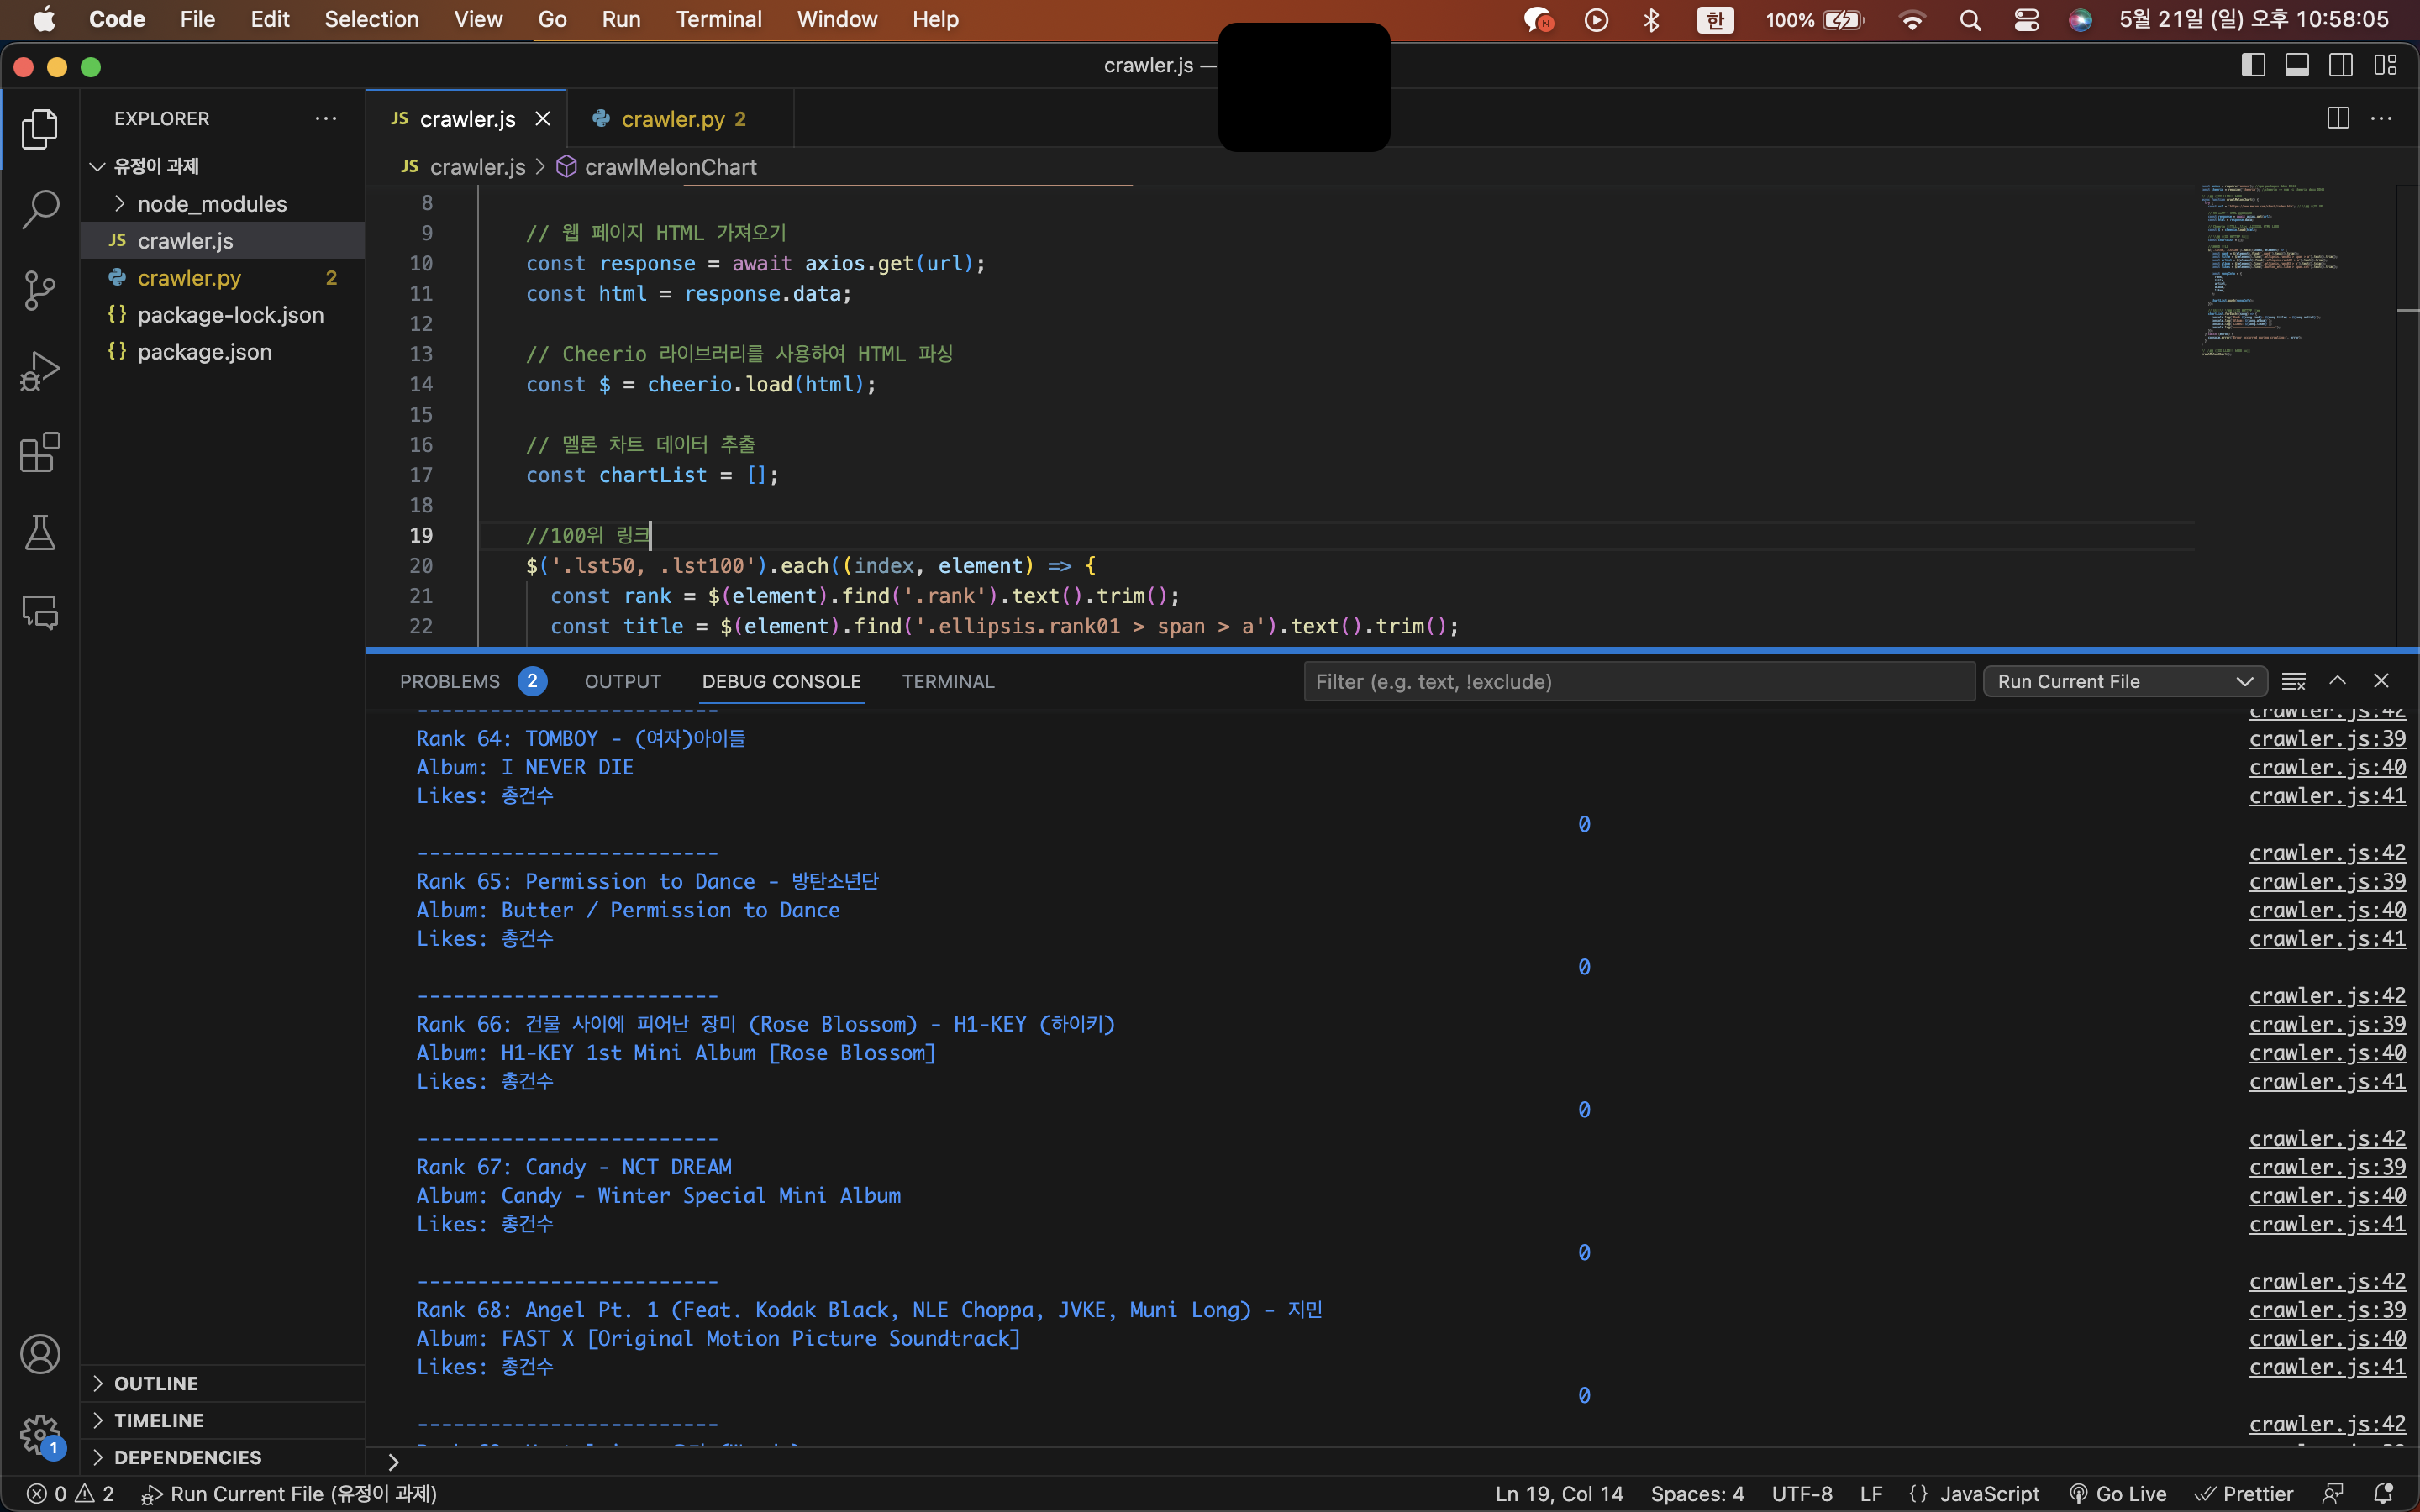 Code File Edit Selection View Go Run Terminal Window Help 한 100% 5월 21일 (일) 오후 10:58:05
crawler.js —
EXPLORER
유정이 과제
node_modules
JS crawler.js
crawler.py 2
{} package-lock.json
{} package.json
OUTLINE
TIMELINE
DEPENDENCIES
JS crawler.js crawler.py 2
JS crawler.js > crawlMelonChart
8
9 // 웹 페이지 HTML 가져오기
10 const response = await axios.get(url);
11 const html = response.data;
12
13 // Cheerio 라이브러리를 사용하여 HTML 파싱
14 const $ = cheerio.load(html);
15
16 // 멜론 차트 데이터 추출
17 const chartList = [];
18
19 //100위 링크
20 $('.lst50, .lst100').each((index, element) => {
21 const rank = $(element).find('.rank').text().trim();
22 const title = $(element).find('.ellipsis.rank01 > span > a').text().trim();
PROBLEMS 2 OUTPUT DEBUG CONSOLE TERMINAL Filter (e.g. text, !exclude) Run Current File
------------------------- crawler.js:42
Rank 64: TOMBOY - (여자)아이들 crawler.js:39
Album: I NEVER DIE crawler.js:40
Likes: 총건수 crawler.js:41
0
------------------------- crawler.js:42
Rank 65: Permission to Dance - 방탄소년단 crawler.js:39
Album: Butter / Permission to Dance crawler.js:40
Likes: 총건수 crawler.js:41
0
------------------------- crawler.js:42
Rank 66: 건물 사이에 피어난 장미 (Rose Blossom) - H1-KEY (하이키) crawler.js:39
Album: H1-KEY 1st Mini Album [Rose Blossom] crawler.js:40
Likes: 총건수 crawler.js:41
0
------------------------- crawler.js:42
Rank 67: Candy - NCT DREAM crawler.js:39
Album: Candy - Winter Special Mini Album crawler.js:40
Likes: 총건수 crawler.js:41
0
------------------------- crawler.js:42
Rank 68: Angel Pt. 1 (Feat. Kodak Black, NLE Choppa, JVKE, Muni Long) - 지민 crawler.js:39
Album: FAST X [Original Motion Picture Soundtrack] crawler.js:40
Likes: 총건수 crawler.js:41
0
------------------------- crawler.js:42
>
1
0 2 Run Current File (유정이 과제) Ln 19, Col 14 Spaces: 4 UTF-8 LF {} JavaScript Go Live Prettier